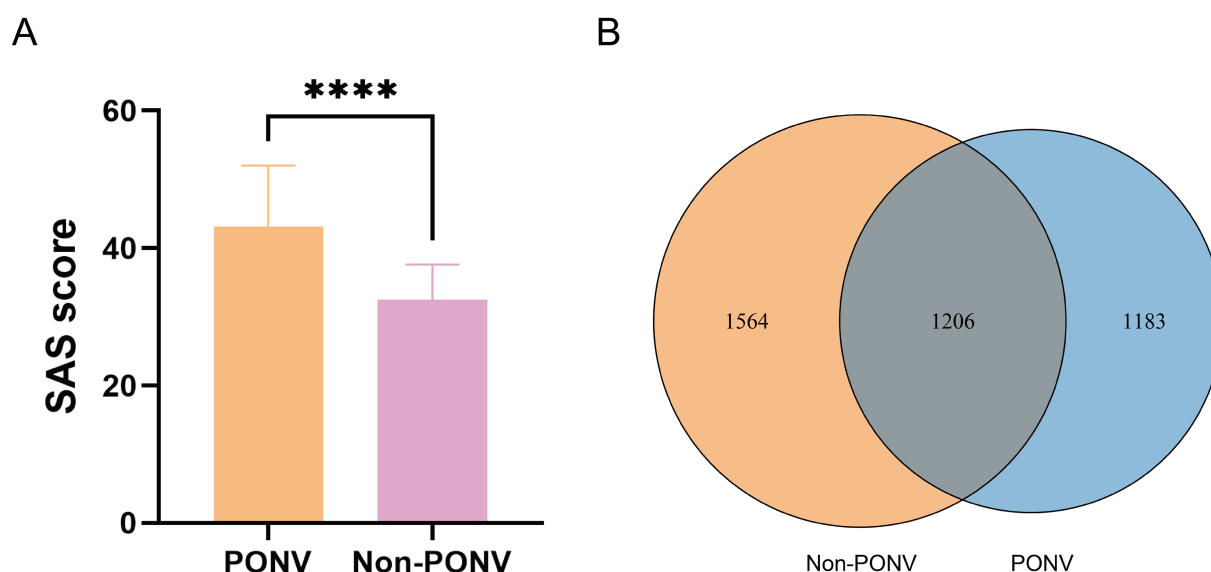 A
SAS score
60
40
20
0
****
PONV
Non-PONV
B
1564
1206
1183
Non-PONV
PONV